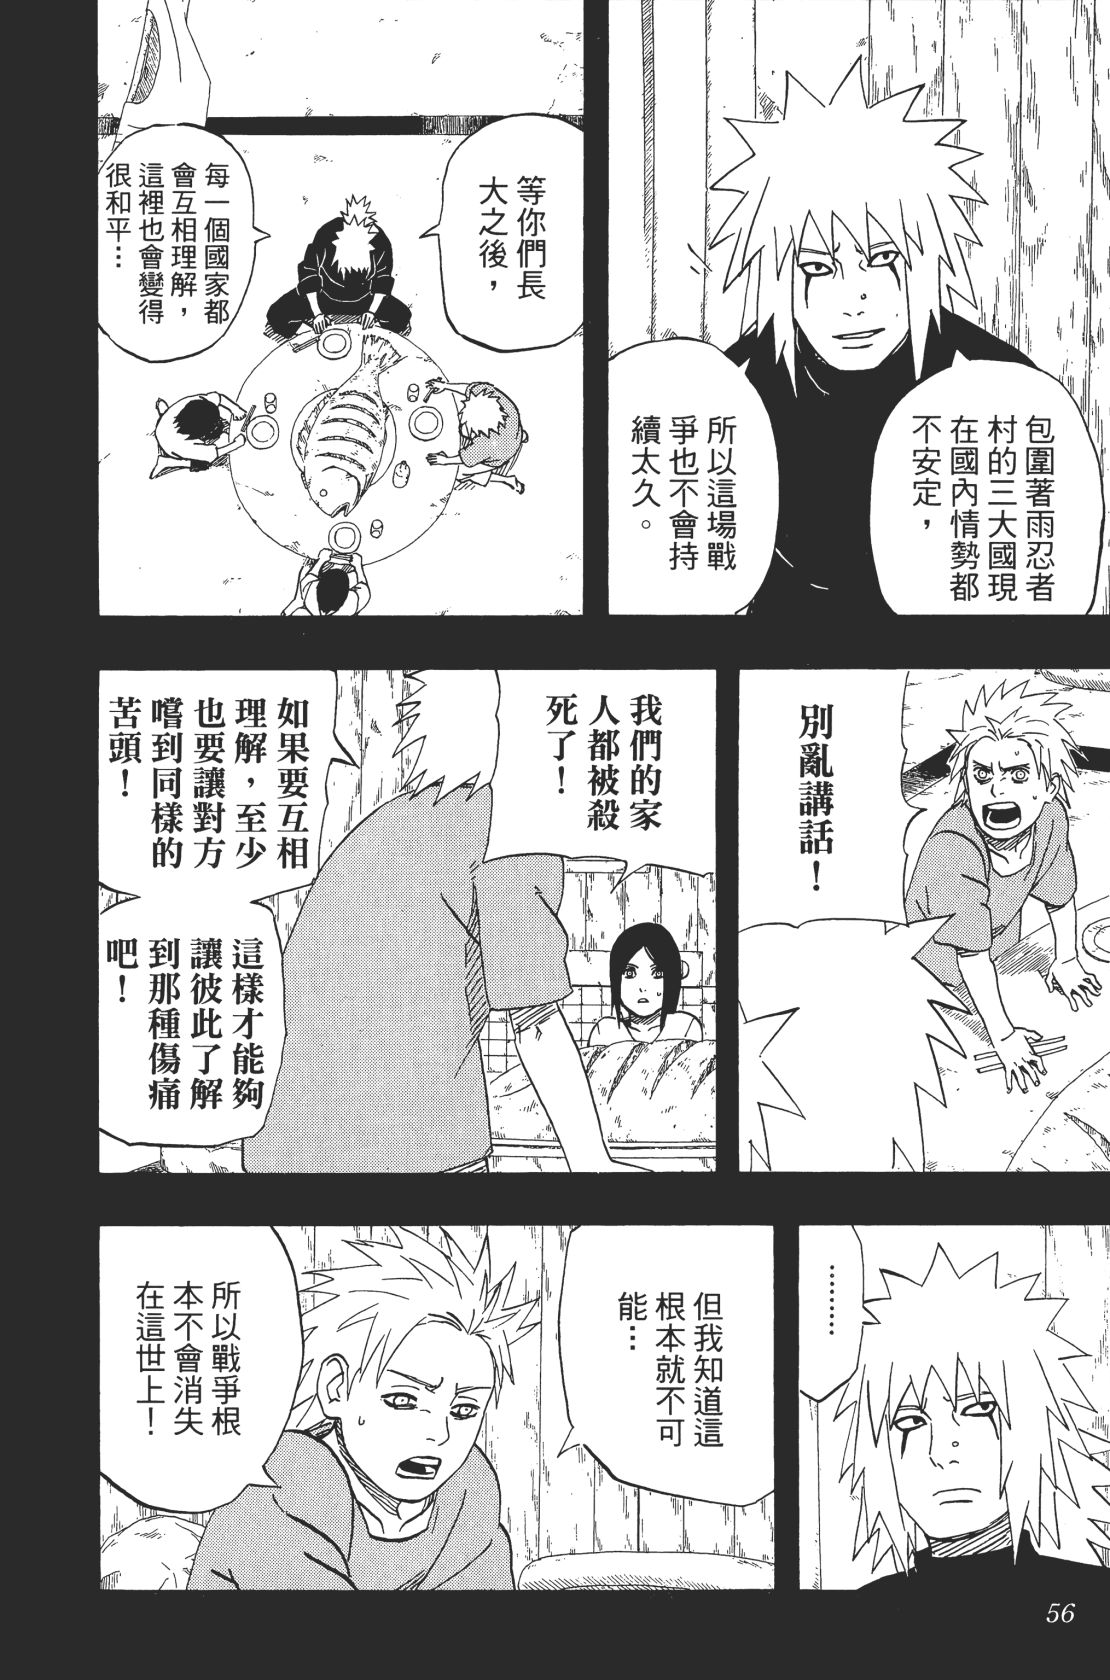 包圍著雨忍者
村的三大國現
在國內情勢都
不安定，
所以這場戰
爭也不會持
續太久。
等你們長
大之後，
每一個國家都
會互相理解，
這裡也會變得
很和平…
別亂講話！
我們的家
人都被殺
死了！
如果要互相
理解，至少
也要讓對方
嚐到同樣的
苦頭！
這樣才能夠
讓彼此了解
到那種傷痛
吧！
………
但我知道這
根本就不可
能…
所以戰爭根
本不會消失
在這世上！
56